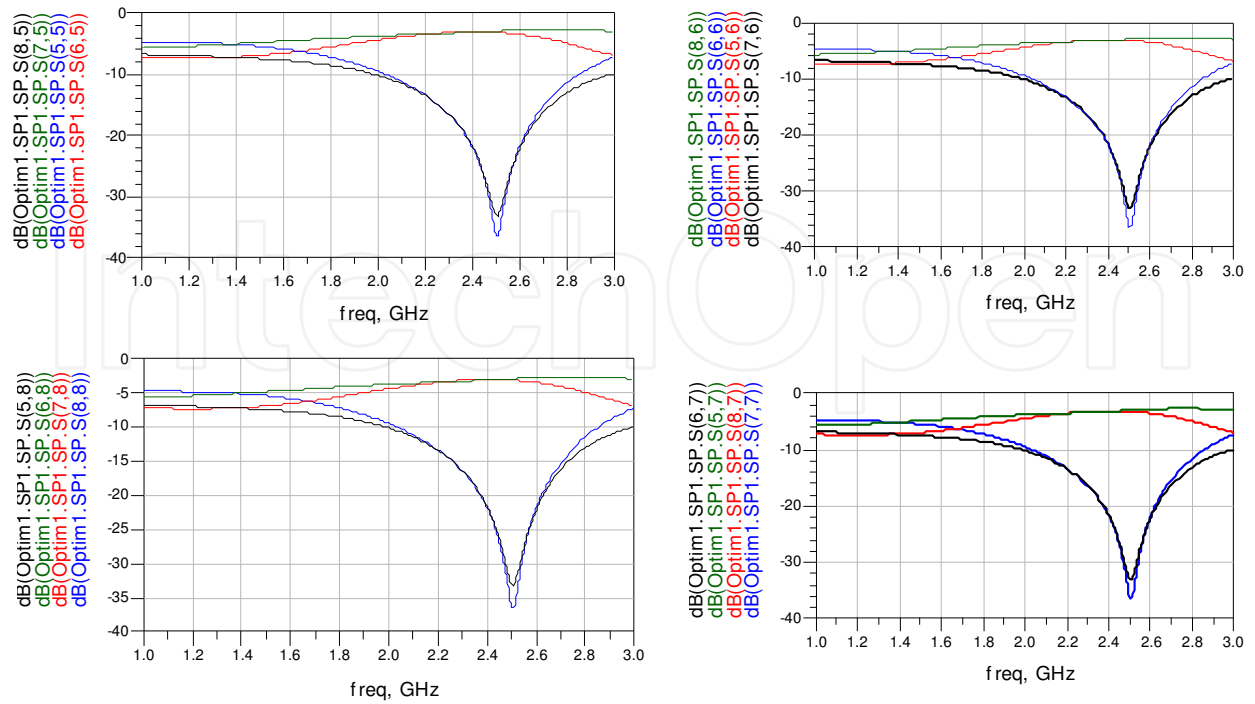 dB(Optim1.SP1.SP.S(8,5))
dB(Optim1.SP1.SP.S(7,5))
dB(Optim1.SP1.SP.S(5,5))
dB(Optim1.SP1.SP.S(6,5))
0
-10
-20
-30
-40
1.0 1.2 1.4 1.6 1.8 2.0 2.2 2.4 2.6 2.8 3.0
freq, GHz
dB(Optim1.SP1.SP.S(8,6))
dB(Optim1.SP1.SP.S(6,6))
dB(Optim1.SP1.SP.S(5,6))
dB(Optim1.SP1.SP.S(7,6))
0
-10
-20
-30
-40
1.0 1.2 1.4 1.6 1.8 2.0 2.2 2.4 2.6 2.8 3.0
freq, GHz
IntechOpen
dB(Optim1.SP1.SP.S(5,8))
dB(Optim1.SP1.SP.S(6,8))
dB(Optim1.SP1.SP.S(7,8))
dB(Optim1.SP1.SP.S(8,8))
0
-5
-10
-15
-20
-25
-30
-35
-40
1.0 1.2 1.4 1.6 1.8 2.0 2.2 2.4 2.6 2.8 3.0
freq, GHz
dB(Optim1.SP1.SP.S(6,7))
dB(Optim1.SP1.SP.S(5,7))
dB(Optim1.SP1.SP.S(8,7))
dB(Optim1.SP1.SP.S(7,7))
0
-10
-20
-30
-40
1.0 1.2 1.4 1.6 1.8 2.0 2.2 2.4 2.6 2.8 3.0
freq, GHz